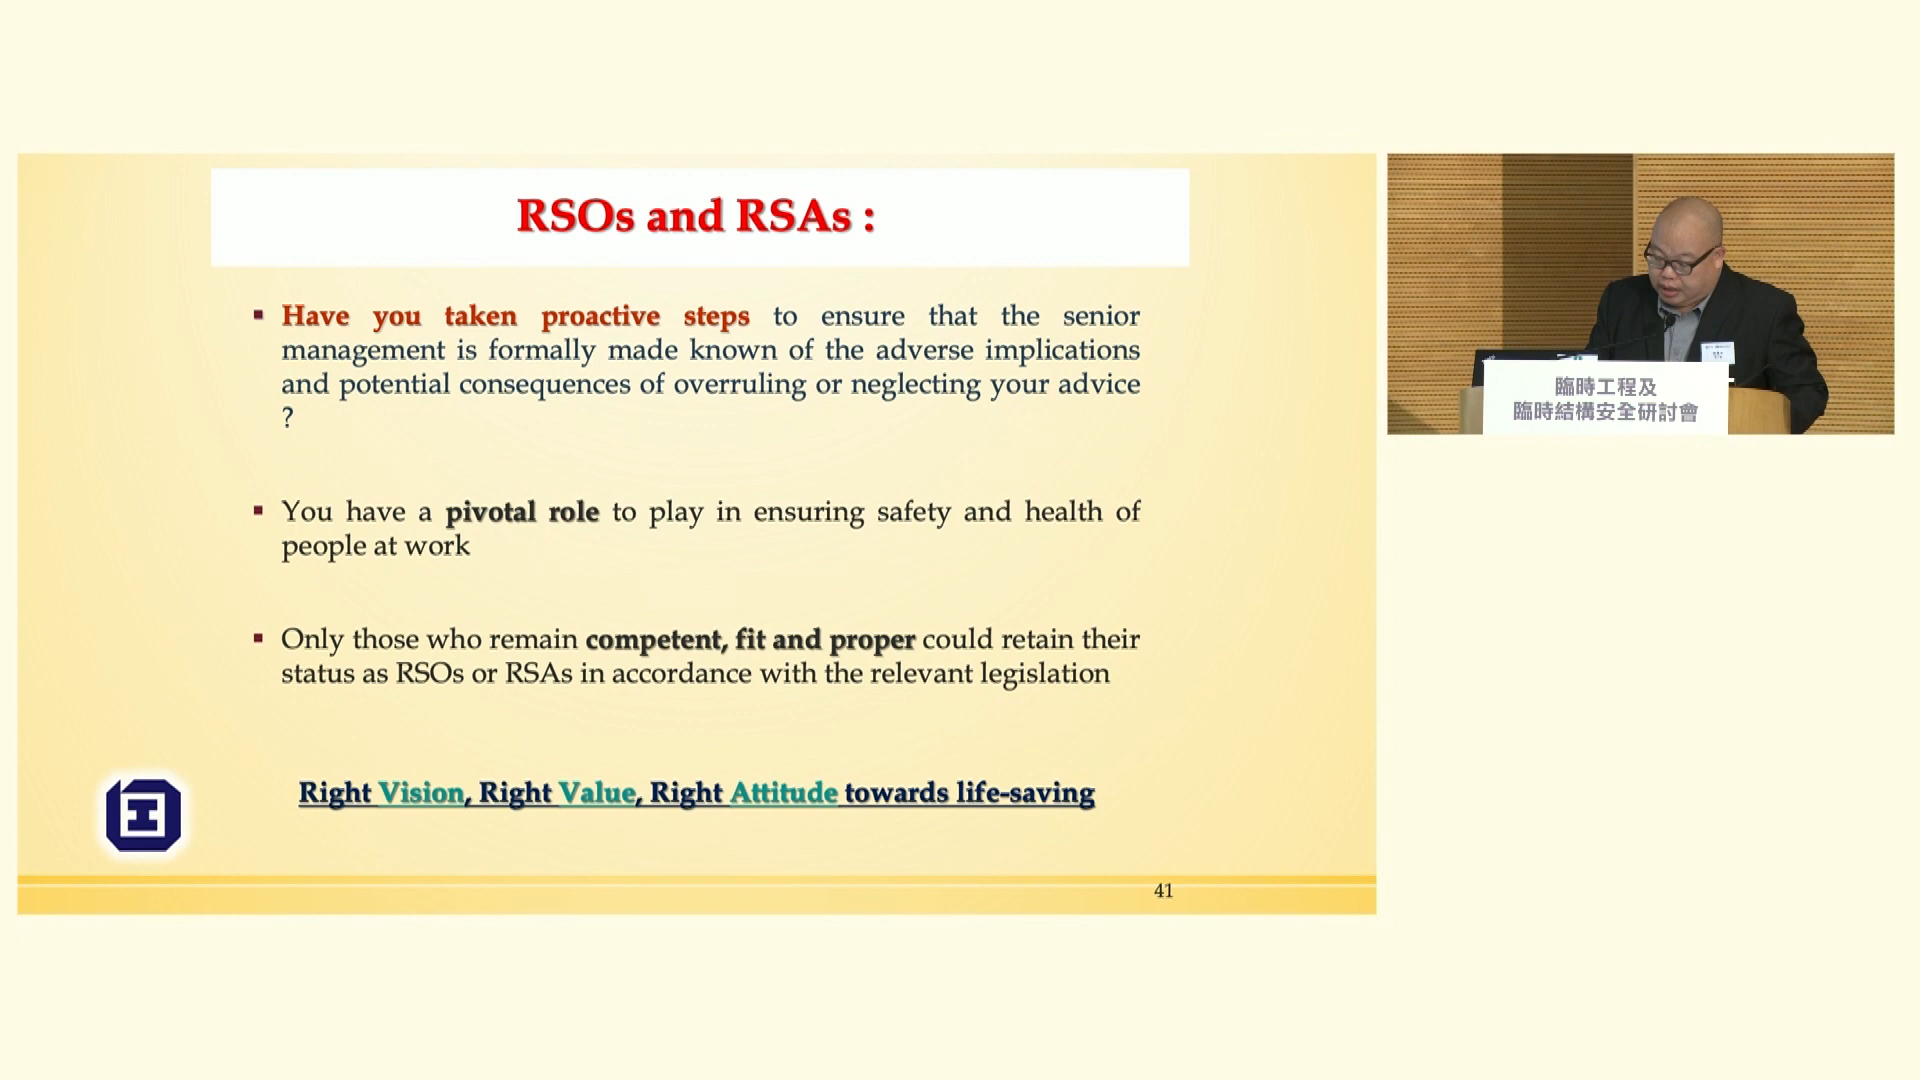 RSOs and RSAs :
▪ Have you taken proactive steps to ensure that the senior
management is formally made known of the adverse implications
and potential consequences of overruling or neglecting your advice
?
▪ You have a pivotal role to play in ensuring safety and health of
people at work
▪ Only those who remain competent, fit and proper could retain their
status as RSOs or RSAs in accordance with the relevant legislation
Right Vision, Right Value, Right Attitude towards life-saving
41
臨時工程及
臨時結構安全研討會